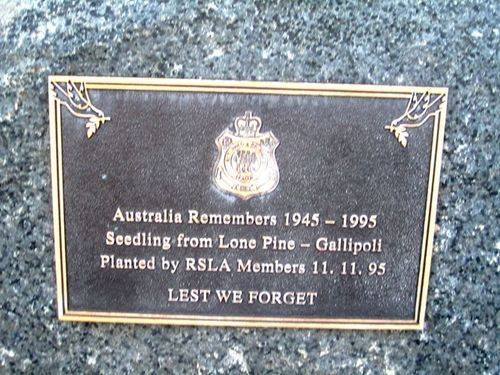 Australia Remembers 1945 – 1995
Seedling from Lone Pine – Gallipoli
Planted by RSLA Members 11. 11. 95
LEST WE FORGET